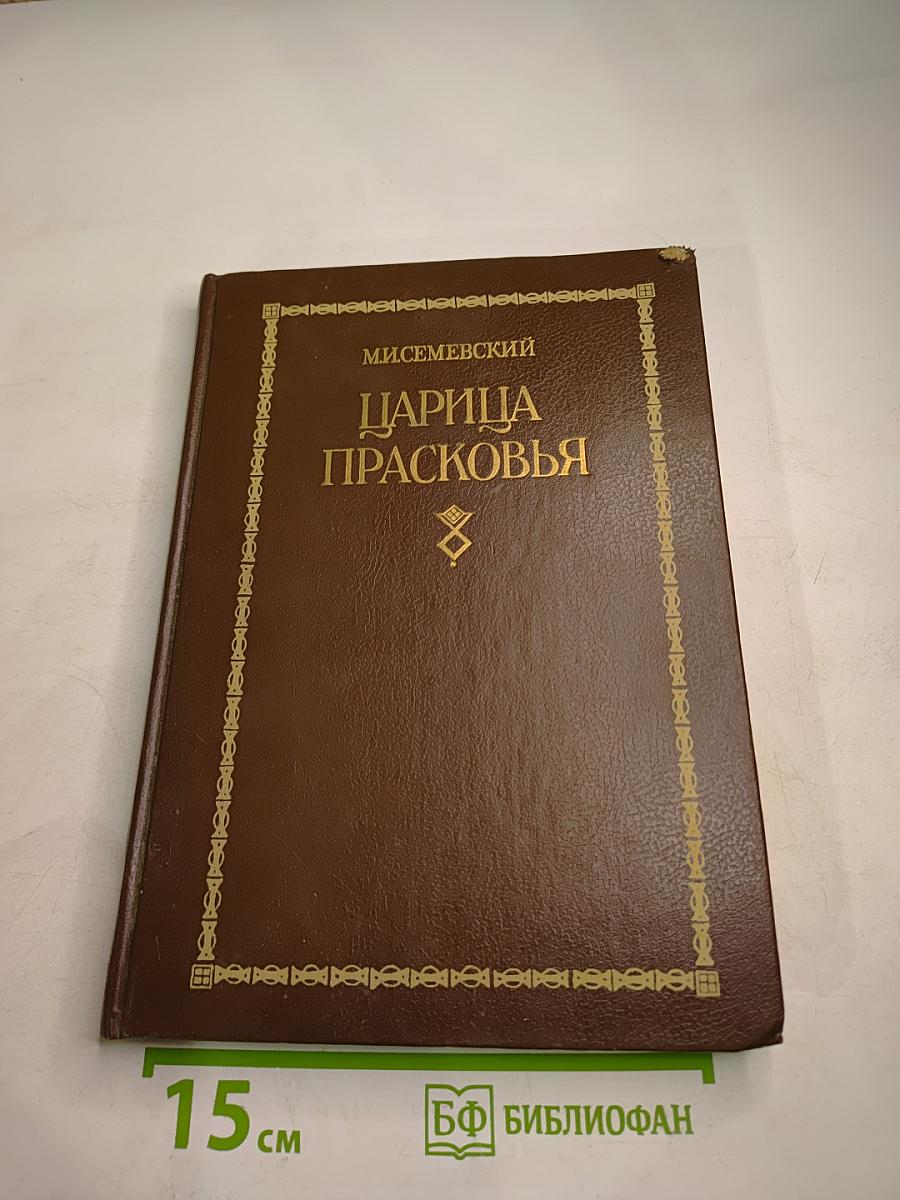 М.И.СЕМЕВСКИЙ
ЦАРИЦА
ПРАСКОВЬЯ
15 см
БФ БИБЛИОФАН